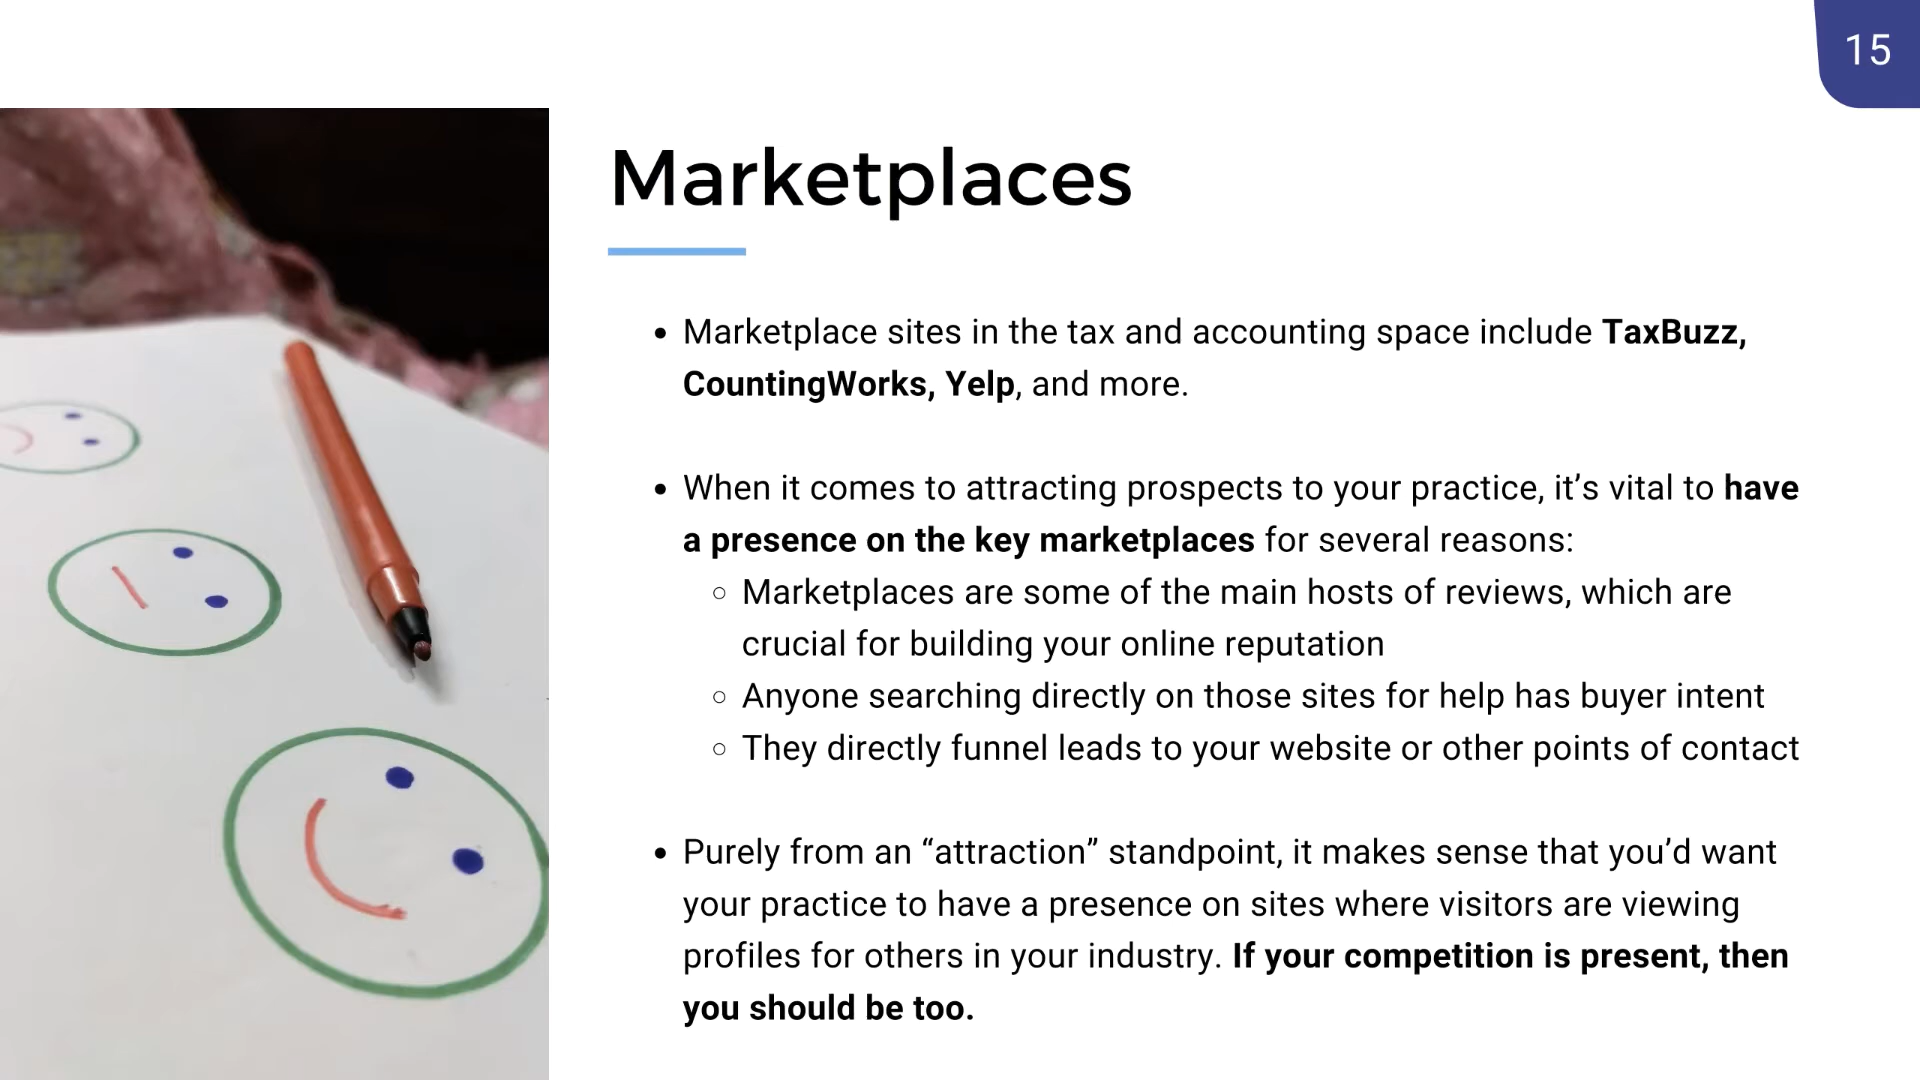 15
Marketplaces
• Marketplace sites in the tax and accounting space include TaxBuzz,
CountingWorks, Yelp, and more.
• When it comes to attracting prospects to your practice, it’s vital to have
a presence on the key marketplaces for several reasons:
○ Marketplaces are some of the main hosts of reviews, which are
crucial for building your online reputation
○ Anyone searching directly on those sites for help has buyer intent
○ They directly funnel leads to your website or other points of contact
• Purely from an “attraction” standpoint, it makes sense that you’d want
your practice to have a presence on sites where visitors are viewing
profiles for others in your industry. If your competition is present, then
you should be too.